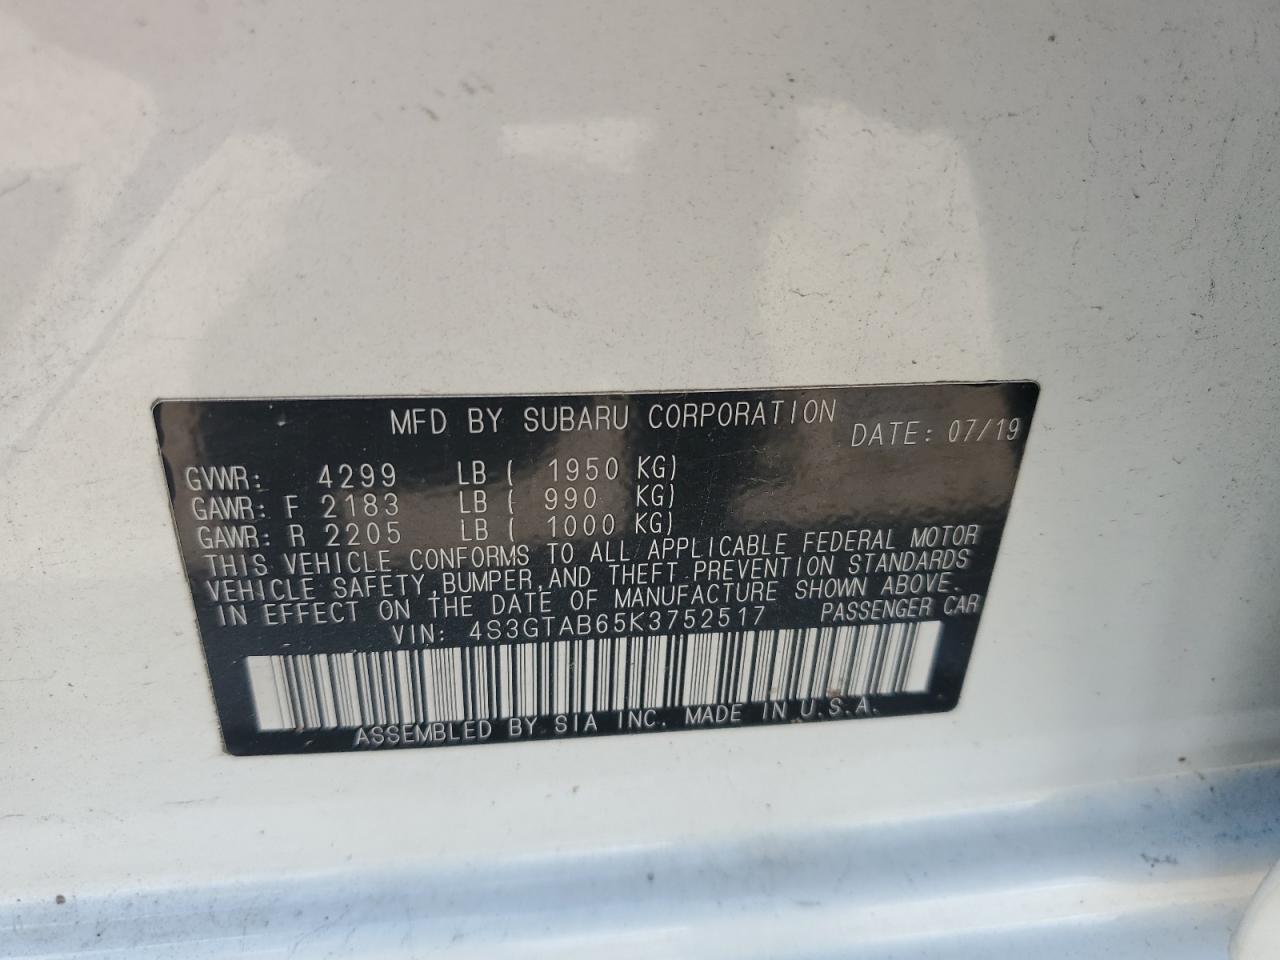 MFD BY SUBARU CORPORATION DATE: 07/19
GVWR: 4299 LB ( 1950 KG)
GAWR: F 2183 LB ( 990 KG)
GAWR: R 2205 LB ( 1000 KG)
THIS VEHICLE CONFORMS TO ALL APPLICABLE FEDERAL MOTOR
VEHICLE SAFETY, BUMPER, AND THEFT PREVENTION STANDARDS
IN EFFECT ON THE DATE OF MANUFACTURE SHOWN ABOVE.
VIN: 4S3GTAB65K3752517 PASSENGER CAR
ASSEMBLED BY SIA INC. MADE IN U.S.A.